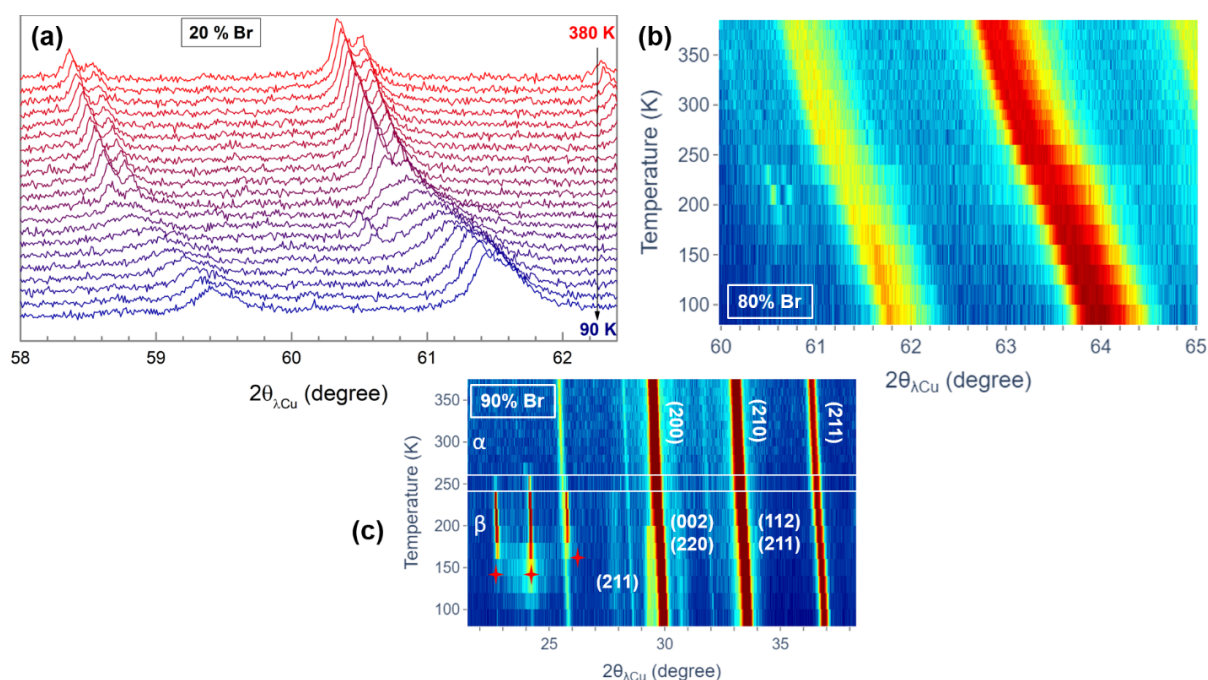 (a)
20 % Br
380 K
90 K
58 59 60 61 62
2θλCu (degree)
(b)
Temperature (K)
350
300
250
200
150
100
80% Br
60 61 62 63 64 65
2θλCu (degree)
(c)
Temperature (K)
350
300
250
200
150
100
90% Br
α
β
(200)
(210)
(211)
(002)
(220)
(112)
(211)
(211)
25 30 35
2θλCu (degree)